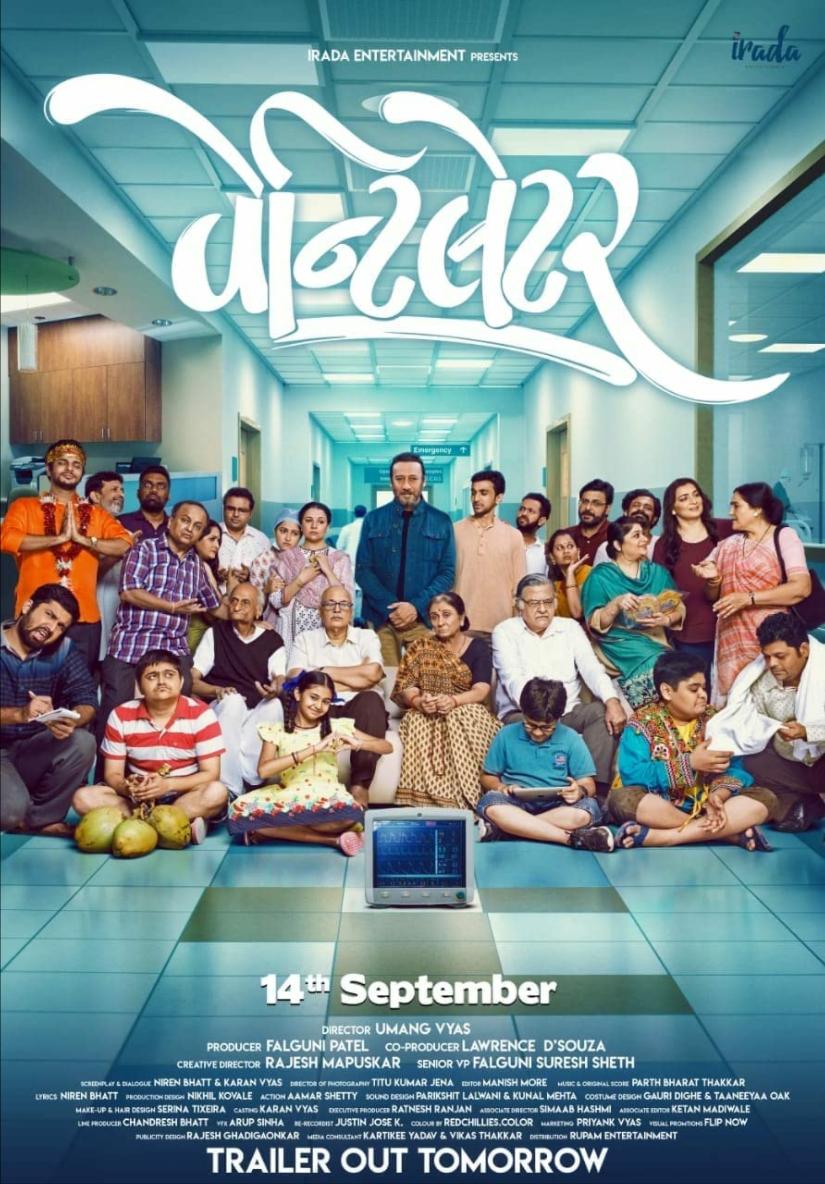 IRADA ENTERTAINMENT PRESENTS
irada
વેન્ટિલેટર
Emergency
14th September
DIRECTOR UMANG VYAS
PRODUCER FALGUNI PATEL CO-PRODUCER LAWRENCE D'SOUZA
CREATIVE DIRECTOR RAJESH MAPUSKAR SENIOR VP FALGUNI SURESH SHETH
SCREENPLAY & DIALOGUE NIREN BHATT & KARAN VYAS DIRECTOR OF PHOTOGRAPHY TITU KUMAR JENA EDITOR MANISH MORE MUSIC & ORIGINAL SCORE PARTH BHARAT THAKKAR
LYRICS NIREN BHATT PRODUCTION DESIGN NIKHIL KOVALE ACTION AAMAR SHETTY SOUND DESIGN PARIKSHIT LALWANI & KUNAL MEHTA COSTUME DESIGN GAURI DIGHE & TAANEEYAA OAK
MAKE-UP & HAIR DESIGN SERINA TIXEIRA CASTING KARAN VYAS EXECUTIVE PRODUCER RATNESH RANJAN ASSOCIATE DIRECTOR SIMAAB HASHMI ASSOCIATE EDITOR KETAN MADIWALE
LINE PRODUCER CHANDRESH BHATT VFX ARUP SINHA RE-RECORDIST JUSTIN JOSE K. COLOUR BY REDCHILLIES.COLOR MARKETING PRIYANK VYAS VISUAL PROMTIONS FLIP NOW
PUBLICITY DESIGN RAJESH GHADIGAONKAR MEDIA CONSULTANT KARTIKEE YADAV & VIKAS THAKKAR DISTRIBUTION RUPAM ENTERTAINMENT
TRAILER OUT TOMORROW